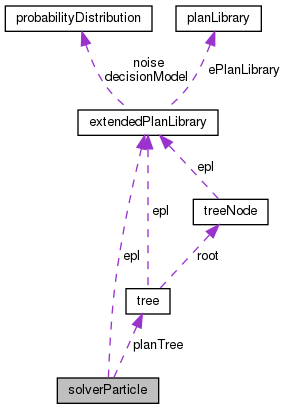 probabilityDistribution
planLibrary
noise
decisionModel
ePlanLibrary
extendedPlanLibrary
epl
treeNode
epl
epl
root
tree
planTree
solverParticle